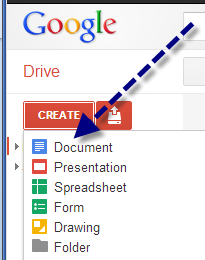 Google
Drive
CREATE
Document
Presentation
Spreadsheet
Form
Drawing
Folder